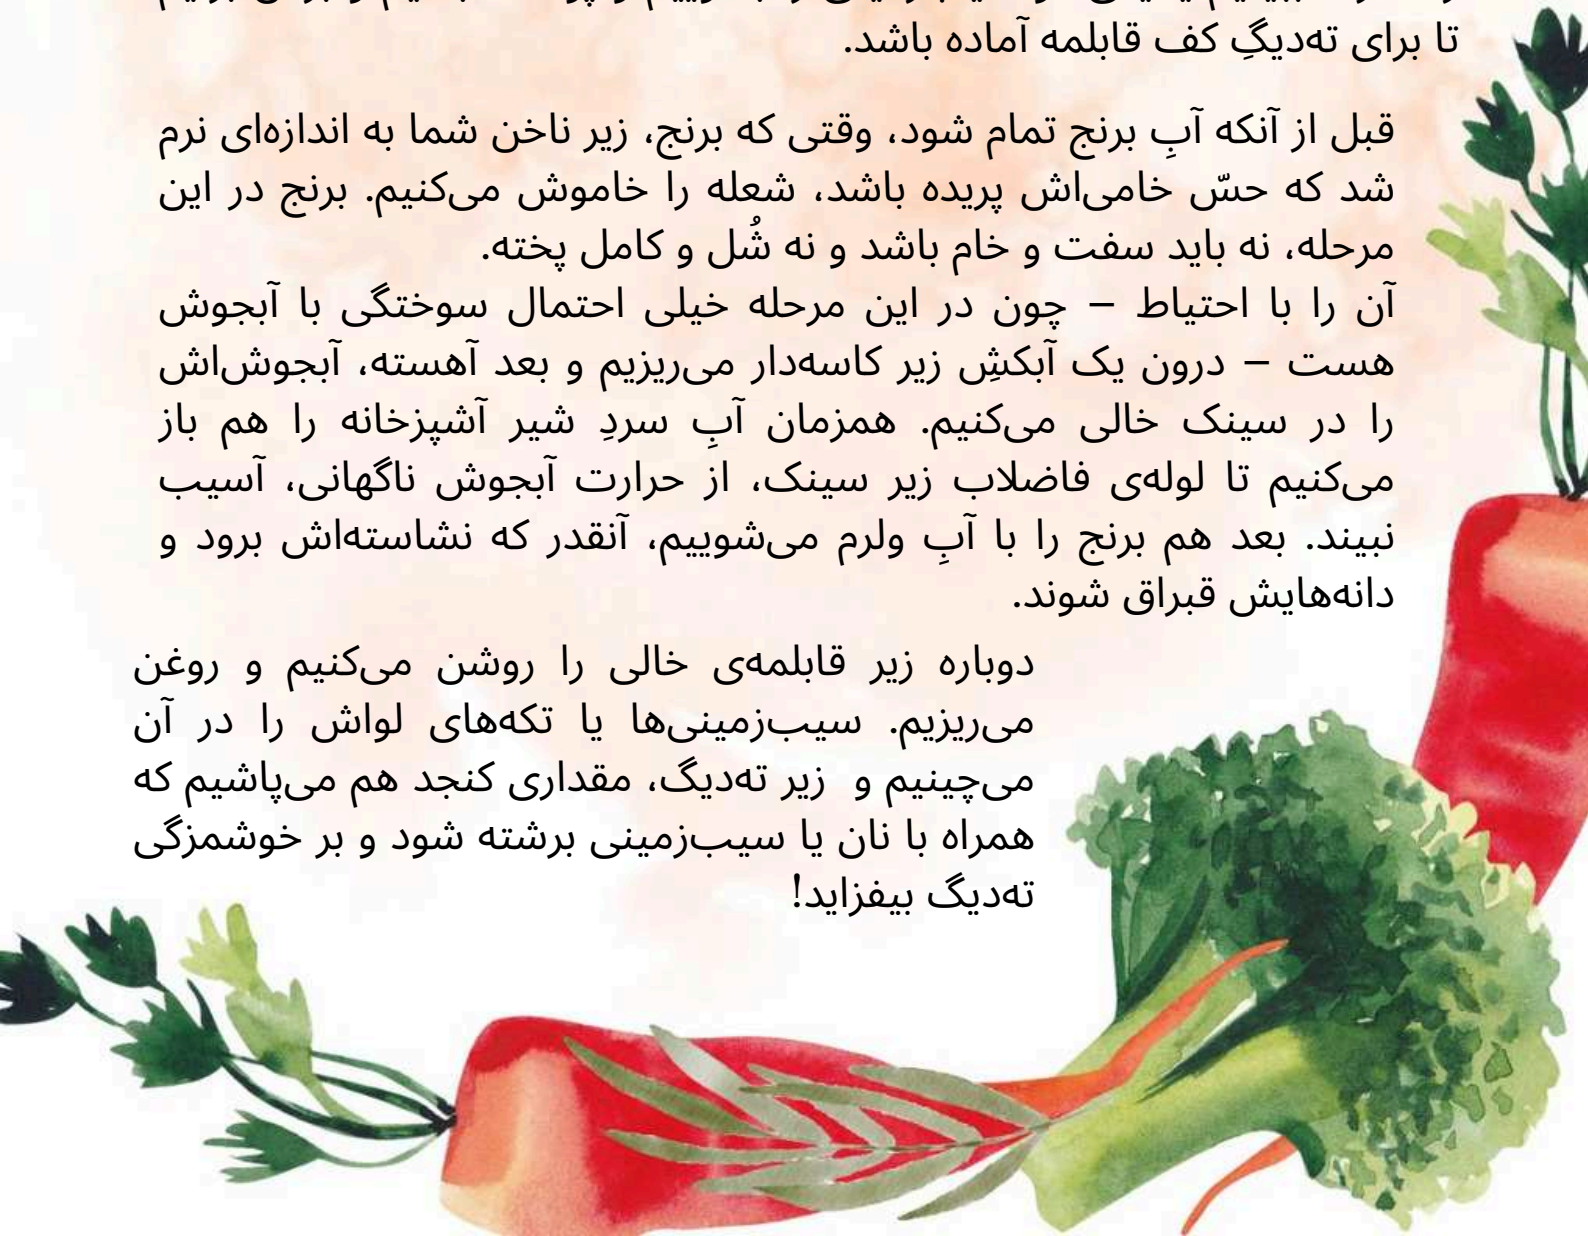 تا برای ته‌دیگِ کف قابلمه آماده باشد.
قبل از آنکه آبِ برنج تمام شود، وقتی که برنج، زیر ناخن شما به اندازه‌ای نرم
شد که حسّ خامی‌اش پریده باشد، شعله را خاموش می‌کنیم. برنج در این
مرحله، نه باید سفت و خام باشد و نه شُل و کامل پخته.
آن را با احتیاط – چون در این مرحله خیلی احتمال سوختگی با آبجوش
هست – درون یک آبکشِ زیر کاسه‌دار می‌ریزیم و بعد آهسته، آبجوش‌اش
را در سینک خالی می‌کنیم. همزمان آبِ سردِ شیر آشپزخانه را هم باز
می‌کنیم تا لوله‌ی فاضلاب زیر سینک، از حرارت آبجوش ناگهانی، آسیب
نبیند. بعد هم برنج را با آبِ ولرم می‌شوییم، آنقدر که نشاسته‌اش برود و
دانه‌هایش قبراق شوند.
دوباره زیر قابلمه‌ی خالی را روشن می‌کنیم و روغن
می‌ریزیم. سیب‌زمینی‌ها یا تکه‌های لواش را در آن
می‌چینیم و زیر ته‌دیگ، مقداری کنجد هم می‌پاشیم که
همراه با نان یا سیب‌زمینی برشته شود و بر خوشمزگی
ته‌دیگ بیفزاید!